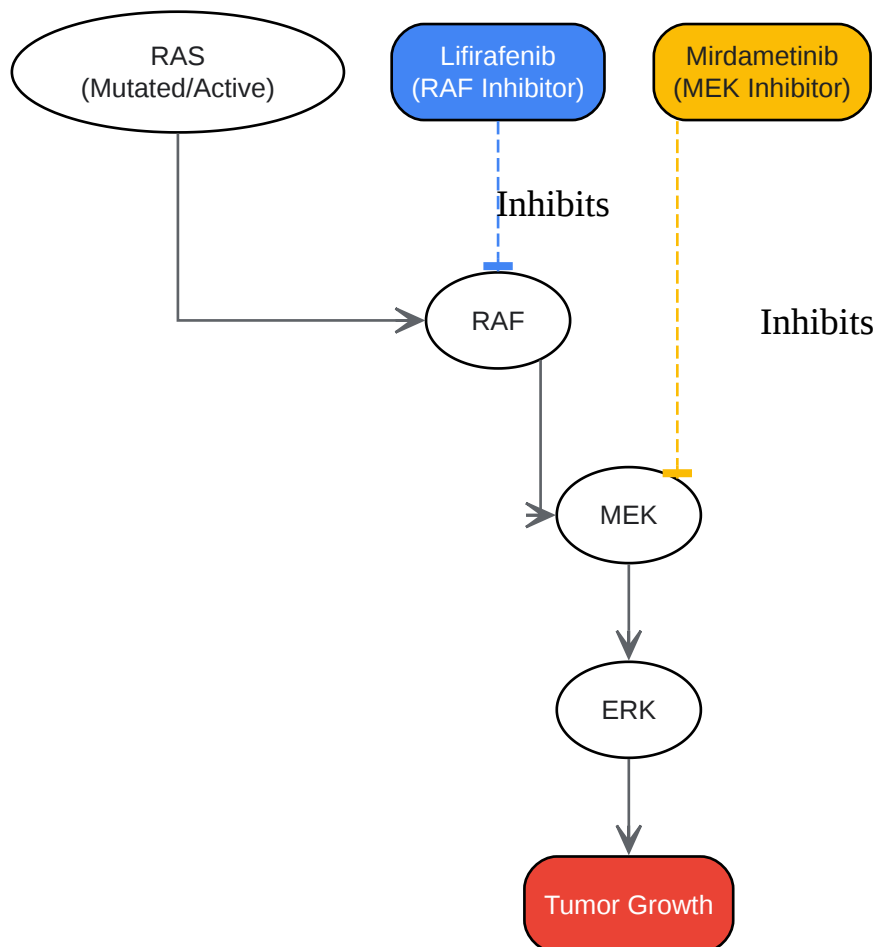 RAS
(Mutated/Active)
Lifirafenib
(RAF Inhibitor)
Mirdametinib
(MEK Inhibitor)
Inhibits
RAF
Inhibits
MEK
ERK
Tumor Growth